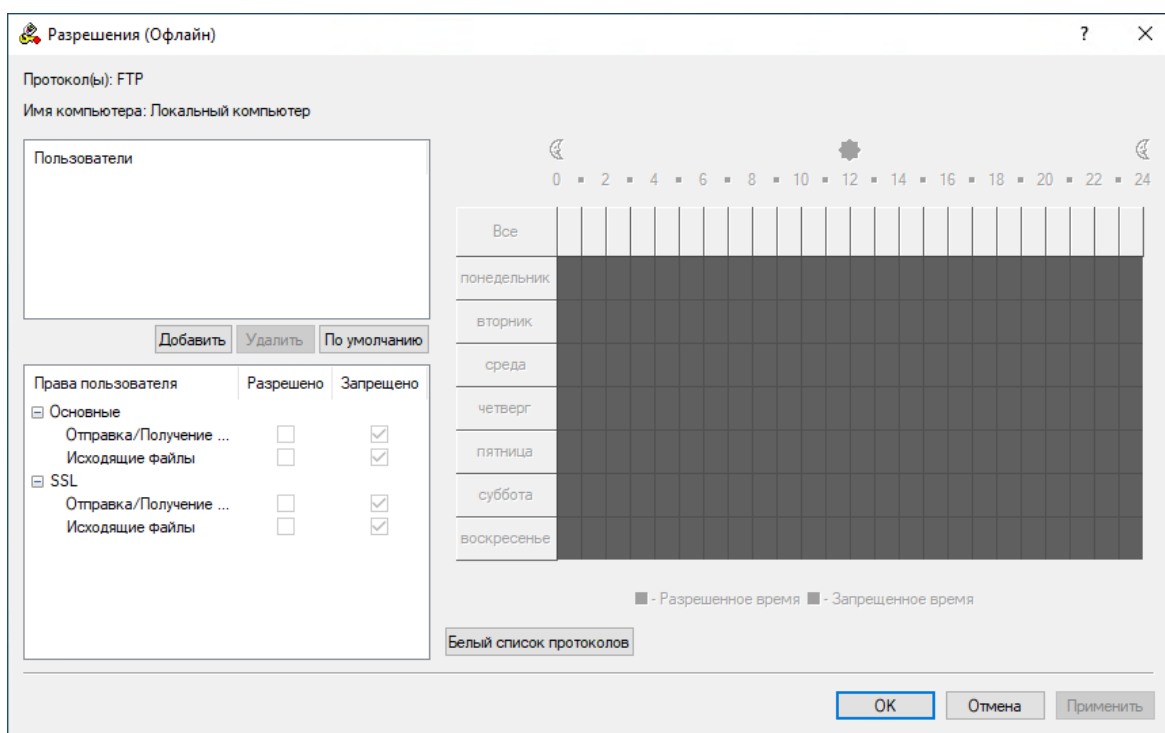 Разрешения (Офлайн)
?
Протокол(ы): FTP
Имя компьютера: Локальный компьютер
Пользователи
Добавить Удалить По умолчанию
Права пользователя Разрешено Запрещено
Основные
Отправка/Получение ...
Исходящие файлы
SSL
Отправка/Получение ...
Исходящие файлы
0 2 4 6 8 10 12 14 16 18 20 22 24
Все
понедельник
вторник
среда
четверг
пятница
суббота
воскресенье
- Разрешенное время - Запрещенное время
Белый список протоколов
OK Отмена Применить